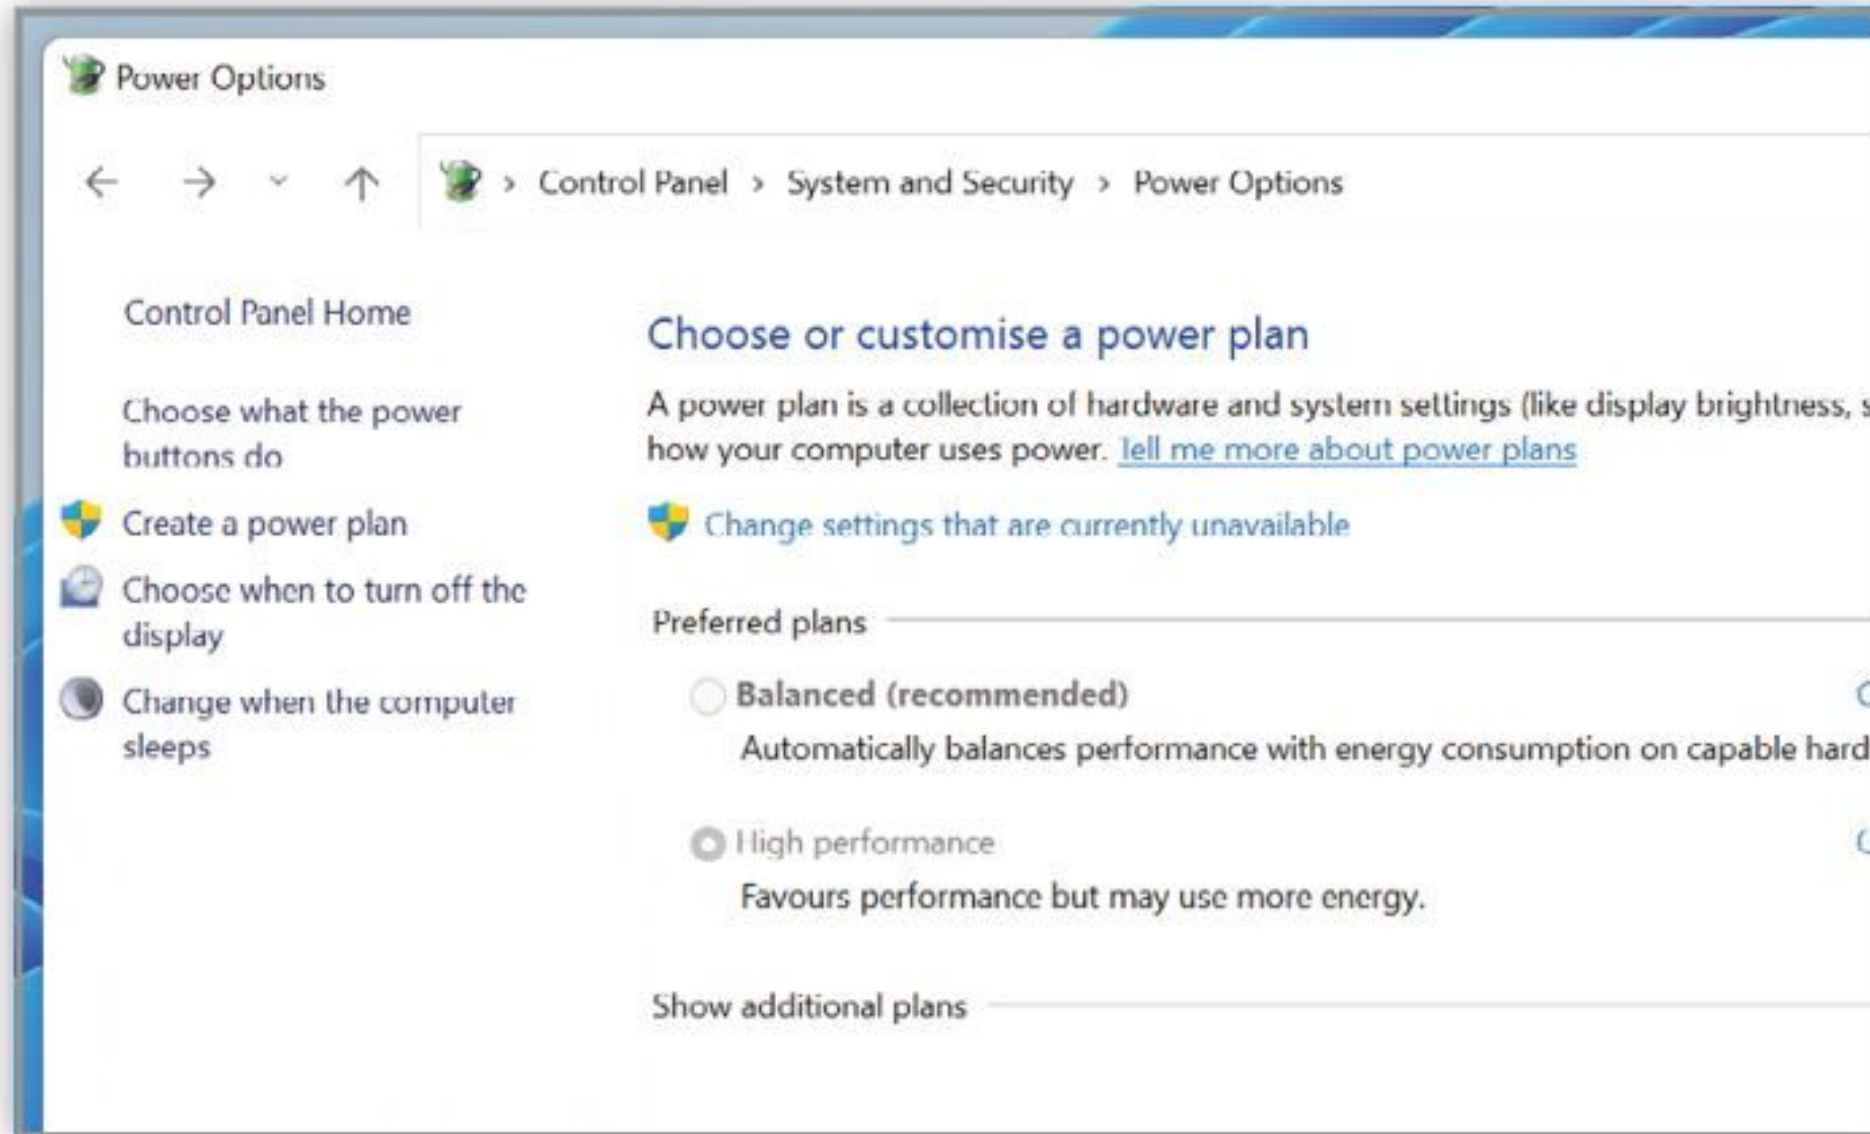 Power Options
Control Panel > System and Security > Power Options
Control Panel Home
Choose what the power
buttons do
Create a power plan
Choose when to turn off the
display
Change when the computer
sleeps
Choose or customise a power plan
A power plan is a collection of hardware and system settings (like display brightness, s
how your computer uses power. Tell me more about power plans
Change settings that are currently unavailable
Preferred plans
Balanced (recommended)
C
Automatically balances performance with energy consumption on capable hard
High performance
C
Favours performance but may use more energy.
Show additional plans